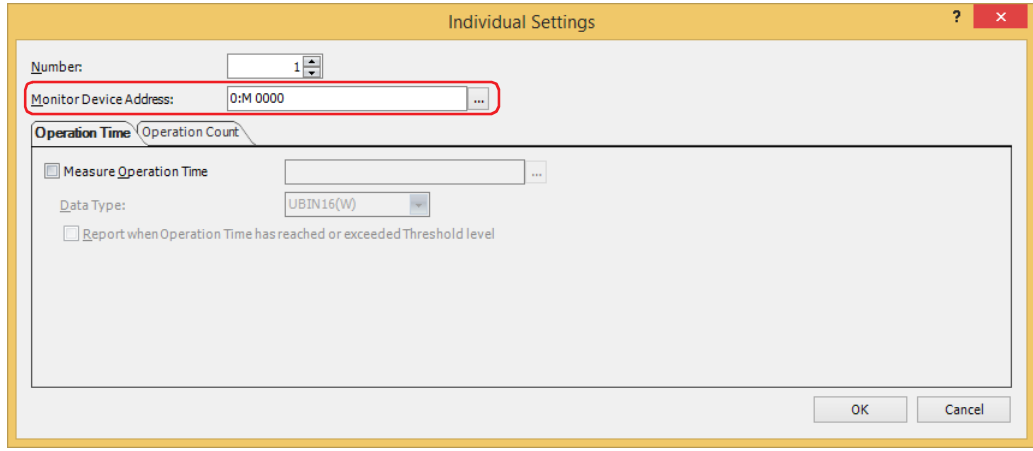 Individual Settings ? ×
Number: 1
Monitor Device Address: 0:M 0000 ...
Operation Time Operation Count
Measure Operation Time ...
Data Type: UBIN16(W)
Report when Operation Time has reached or exceeded Threshold level
OK Cancel